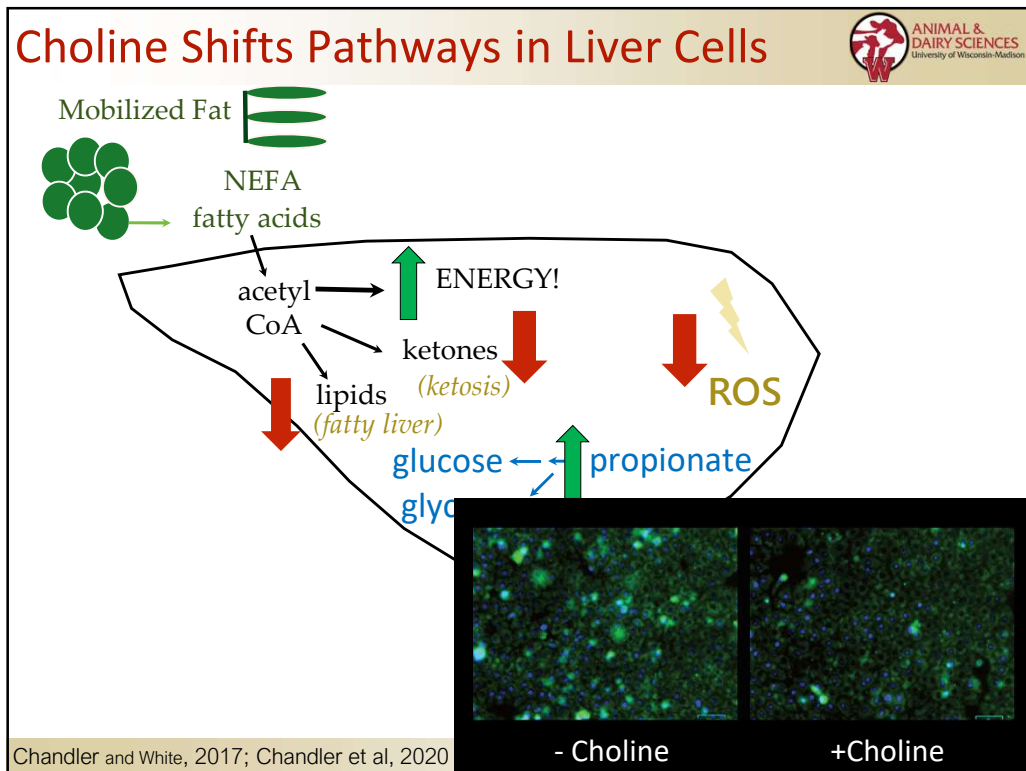 Choline Shifts Pathways in Liver Cells
ANIMAL &
DAIRY SCIENCES
University of Wisconsin-Madison
W
Mobilized Fat
NEFA
fatty acids
acetyl
CoA
ENERGY!
ketones
(ketosis)
lipids
(fatty liver)
ROS
glucose
propionate
glyc
- Choline
+Choline
Chandler and White, 2017; Chandler et al, 2020